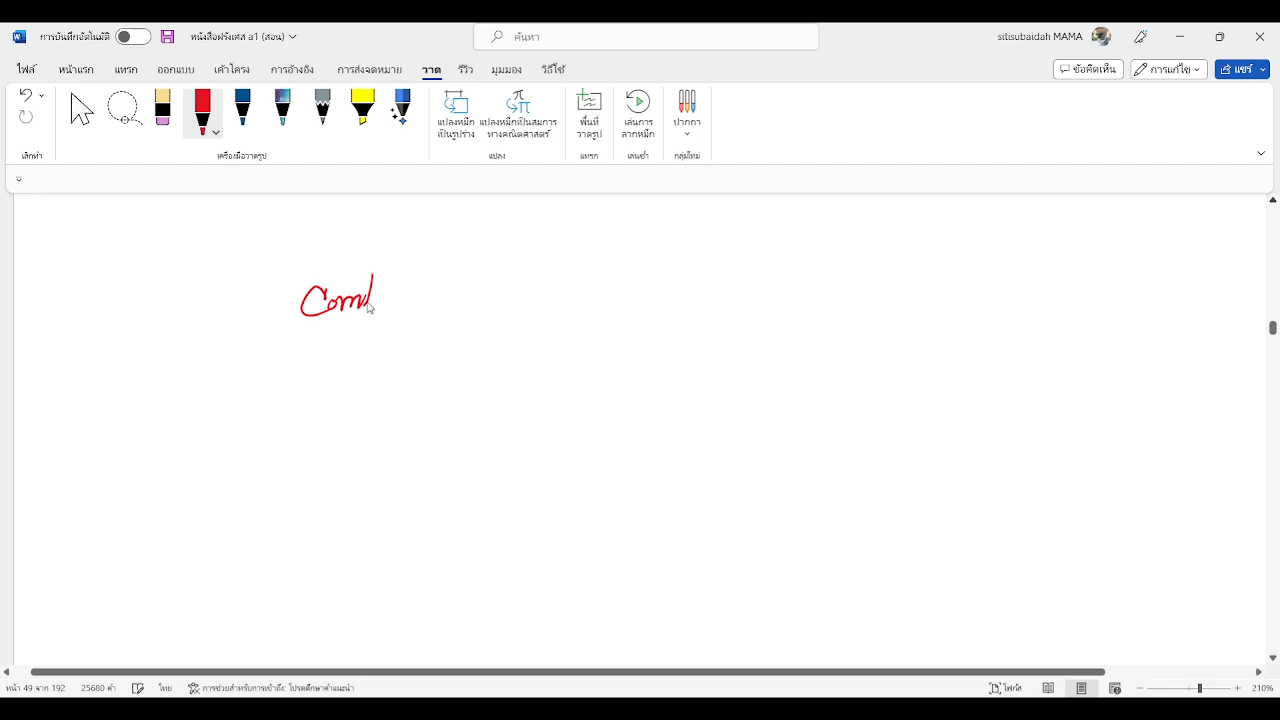 การบันทึกอัตโนมัติ
หนังสือฝรั่งเศส a1 (สอน)
ค้นหา
sitisubaidah MAMA
ไฟล์ หน้าแรก แทรก ออกแบบ เค้าโครง การอ้างอิง การส่งจดหมาย วาด รีวิว มุมมอง วิธีใช้
ข้อคิดเห็น การแก้ไข แชร์
แปลงหมึก
เป็นรูปร่าง
แปลงหมึกเป็นสมการ
ทางคณิตศาสตร์
พื้นที่
วาดรูป
เล่นการ
ลากหมึก
ปากกา
เลิกทำ เครื่องมือวาดรูป แปลง แทรก เล่นซ้ำ กลุ่มใหม่
หน้า 49 จาก 192 25680 คำ ไทย การช่วยสำหรับการเข้าถึง: โปรดศึกษาคำแนะนำ โฟกัส 210%